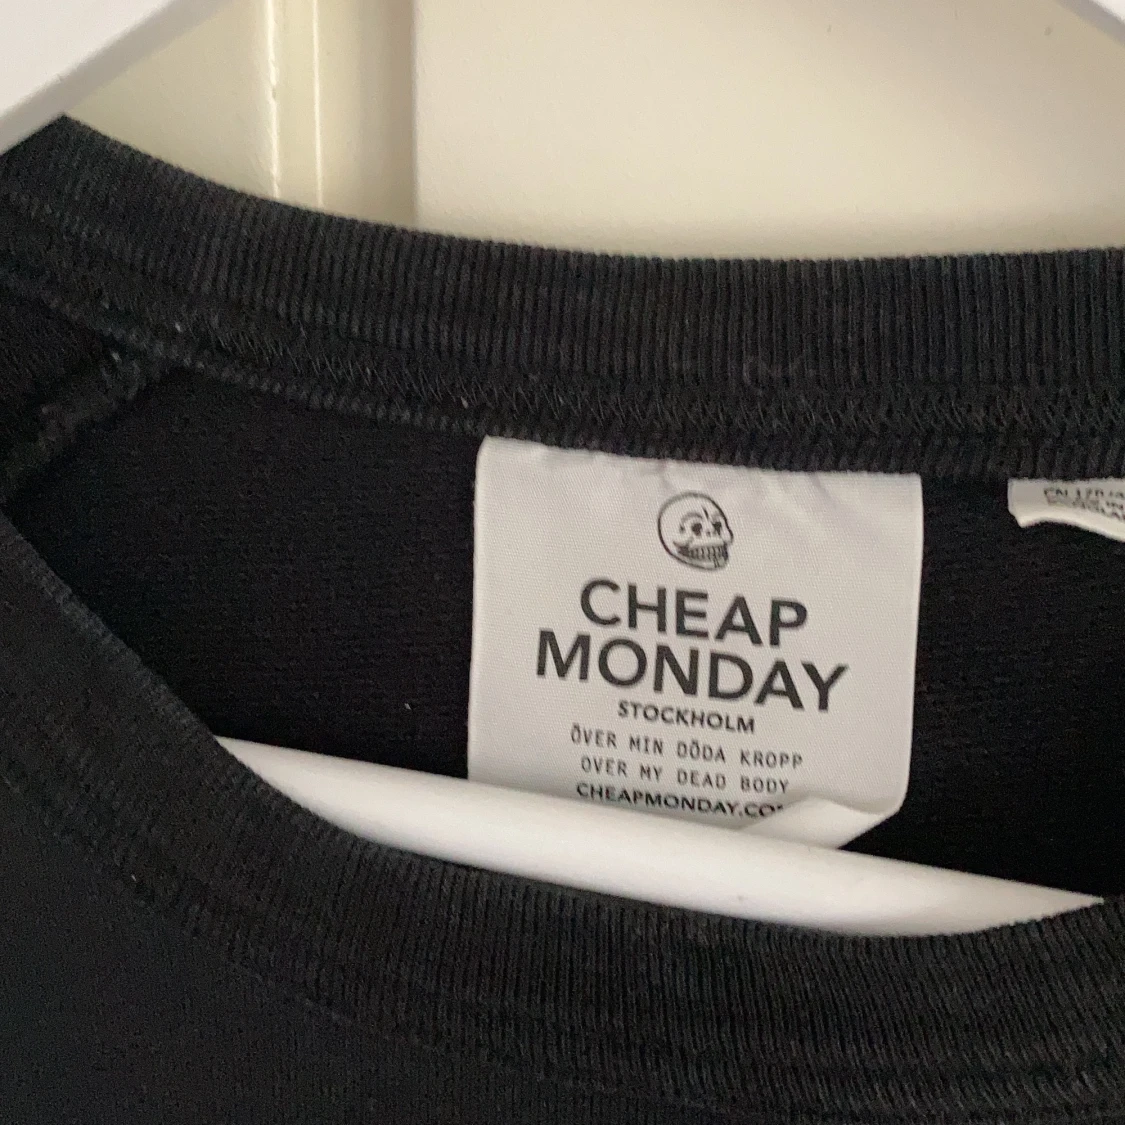 CHEAP
MONDAY
STOCKHOLM
ÖVER MIN DÖDA KROPP
OVER MY DEAD BODY